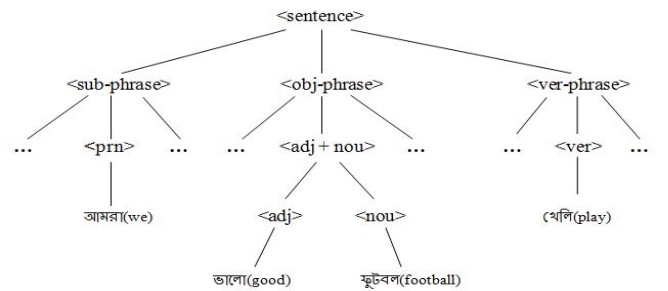 <sentence>
<sub-phrase> <obj-phrase> <ver-phrase>
... <prn> ... ... <adj + nou> ... ... <ver> ...
আমরা(we) <adj> <nou> খেলি(play)
ভালো(good) ফুটবল(football)